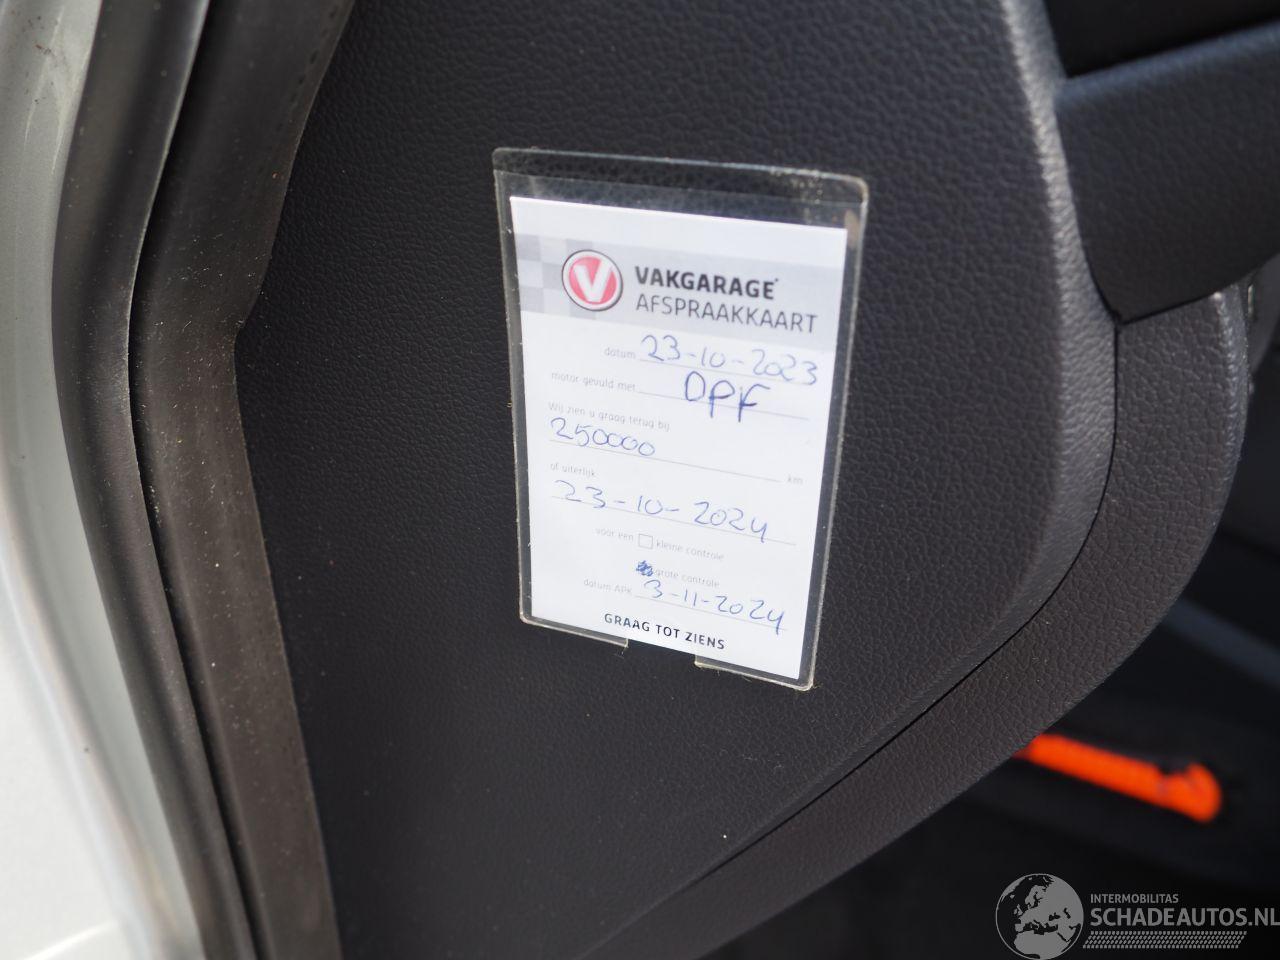 V
VAKGARAGE
AFSPRAAKKAART
datum 23-10-2023
motor gevuld met DPF
Wij zien u graag terug bij
250000 km
of uiterlijk
23-10-2024
voor een kleine controle
grote controle
datum APK 3-11-2024
GRAAG TOT ZIENS
INTERMOBILITAS
SCHADEAUTOS.NL